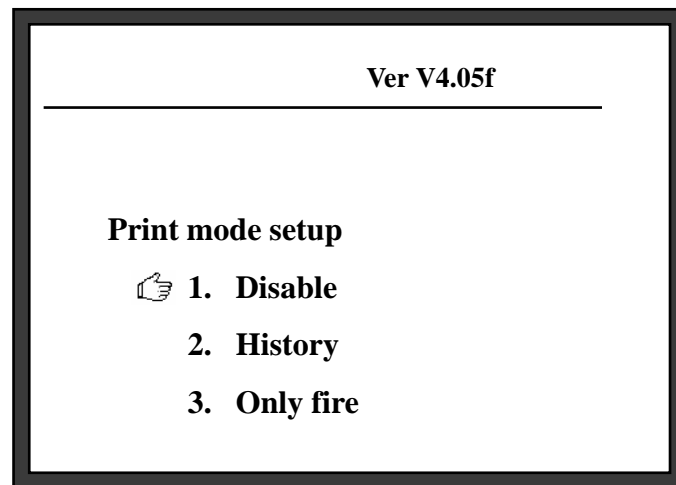 Ver V4.05f
Print mode setup
1. Disable
2. History
3. Only fire